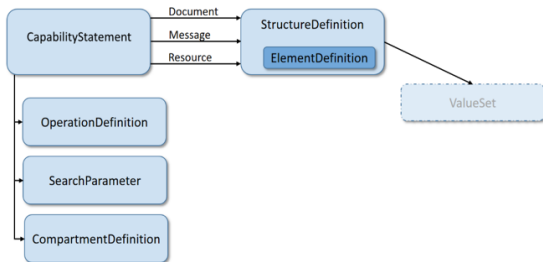 Document
CapabilityStatement
StructureDefinition
Message
Resource
ElementDefinition
ValueSet
OperationDefinition
SearchParameter
CompartmentDefinition